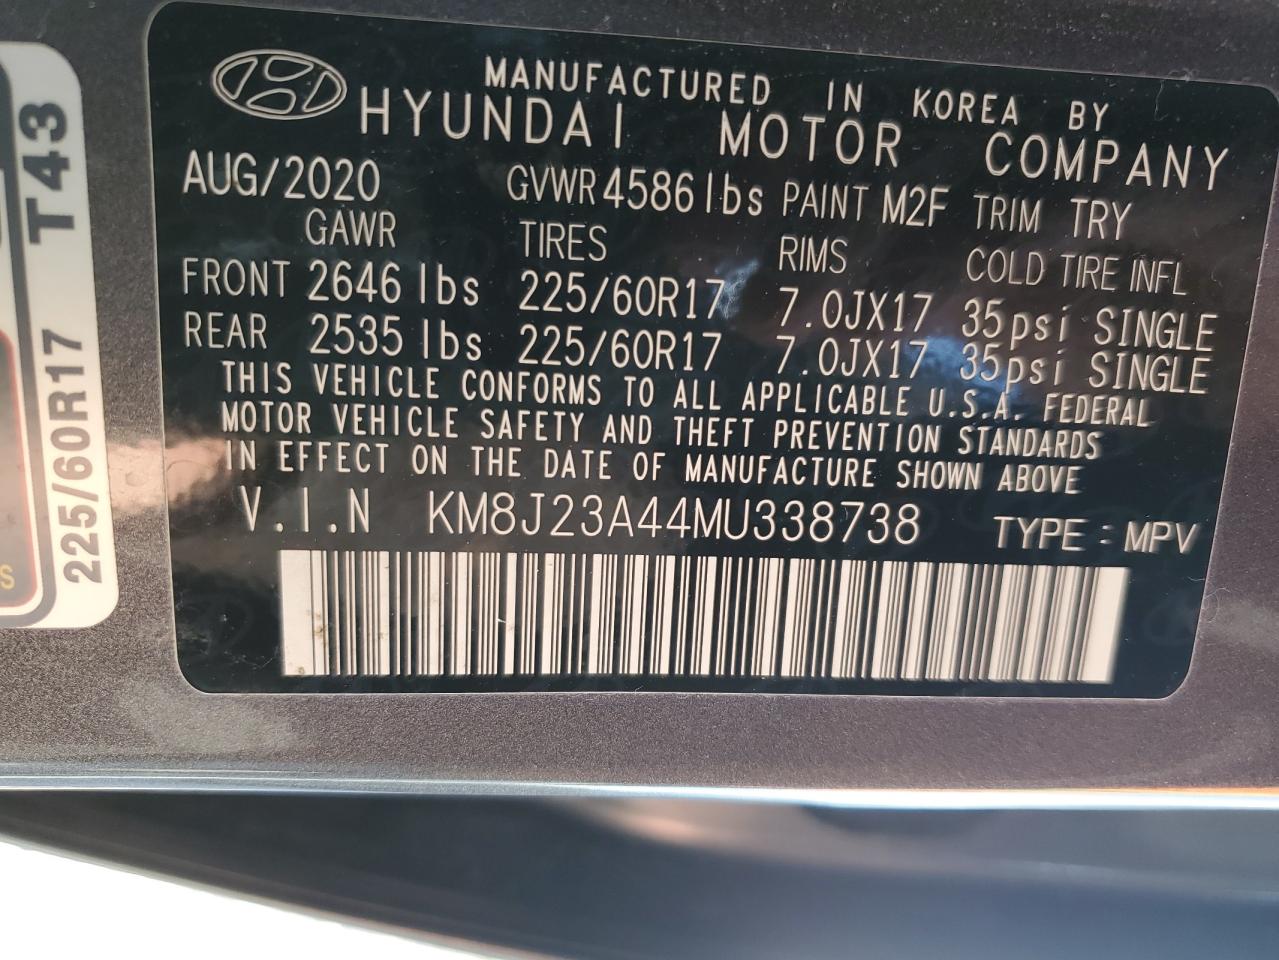 MANUFACTURED IN KOREA BY
HYUNDAI MOTOR COMPANY
AUG/2020 GVWR 4586 lbs PAINT M2F TRIM TRY
GAWR TIRES RIMS COLD TIRE INFL
FRONT 2646 lbs 225/60R17 7.0JX17 35psi SINGLE
REAR 2535 lbs 225/60R17 7.0JX17 35psi SINGLE
THIS VEHICLE CONFORMS TO ALL APPLICABLE U.S.A. FEDERAL
MOTOR VEHICLE SAFETY AND THEFT PREVENTION STANDARDS
IN EFFECT ON THE DATE OF MANUFACTURE SHOWN ABOVE
V.I.N KM8J23A44MU338738 TYPE : MPV
225/60R17 T43